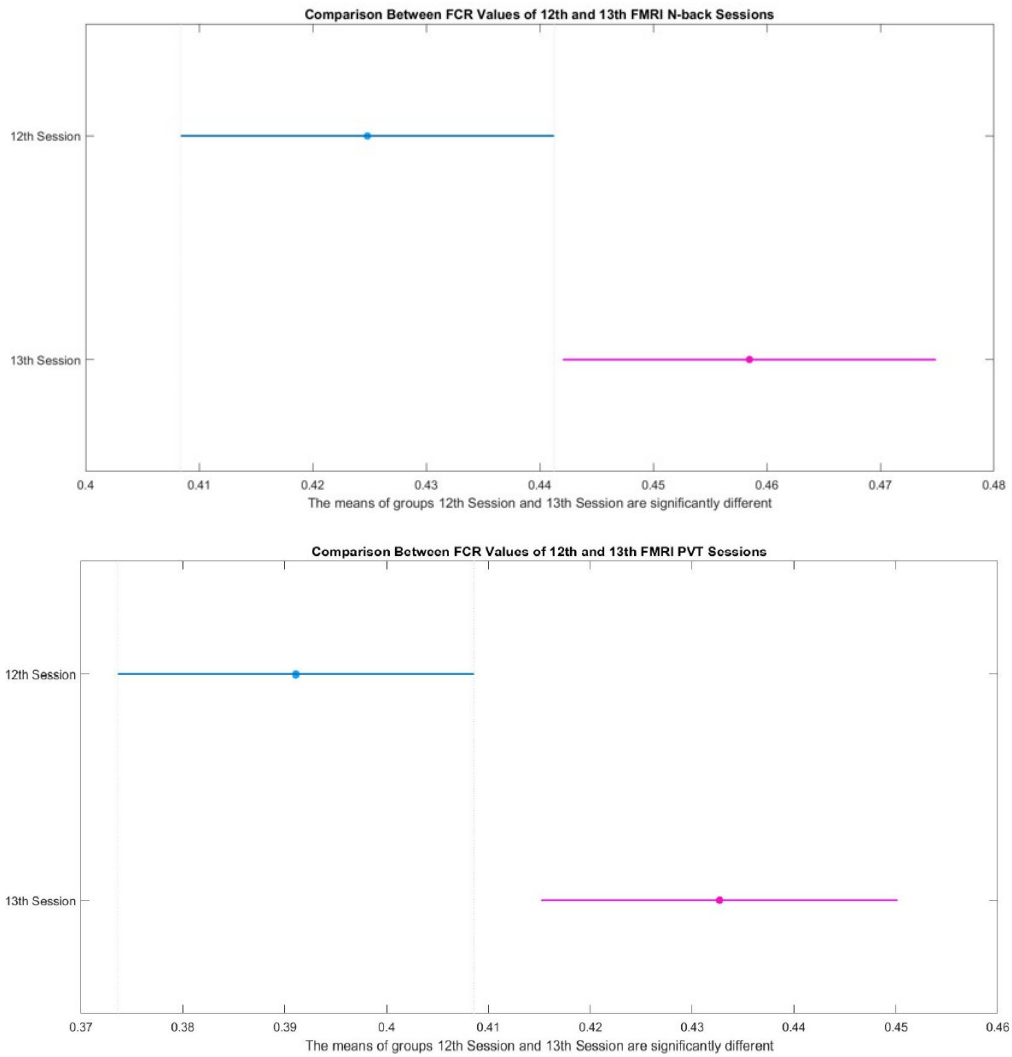 Comparison Between FCR Values of 12th and 13th FMRI N-back Sessions
12th Session
13th Session
0.4 0.41 0.42 0.43 0.44 0.45 0.46 0.47 0.48
The means of groups 12th Session and 13th Session are significantly different
Comparison Between FCR Values of 12th and 13th FMRI PVT Sessions
12th Session
13th Session
0.37 0.38 0.39 0.4 0.41 0.42 0.43 0.44 0.45 0.46
The means of groups 12th Session and 13th Session are significantly different